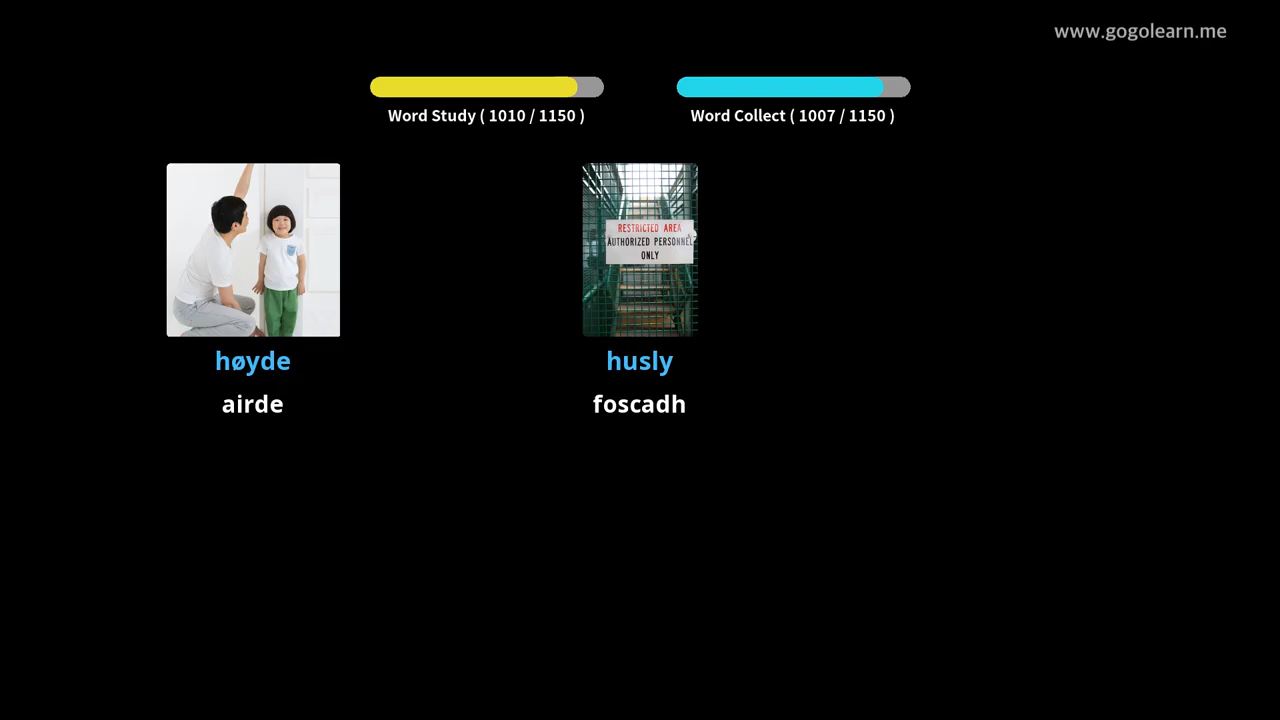 www.gogolearn.me
Word Study ( 1010 / 1150 )
Word Collect ( 1007 / 1150 )
RESTRICTED AREA
AUTHORIZED PERSONNEL
ONLY
høyde
husly
airde
foscadh